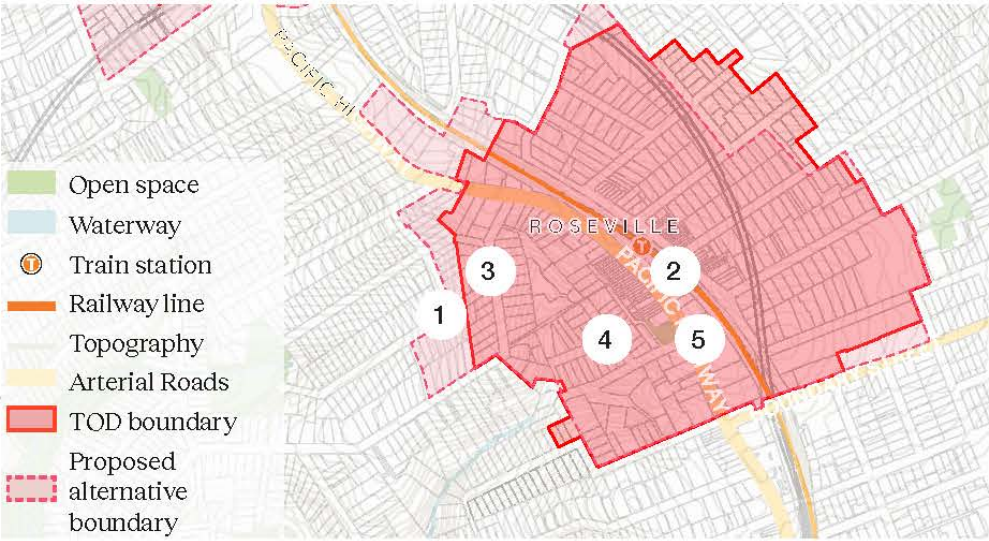 PACIFIC HI
Open space
Waterway
T
Train station
Railway line
Topography
Arterial Roads
TOD boundary
Proposed
alternative
boundary
ROSEVILLE
T
PACIFIC
WAY
1
2
3
4
5